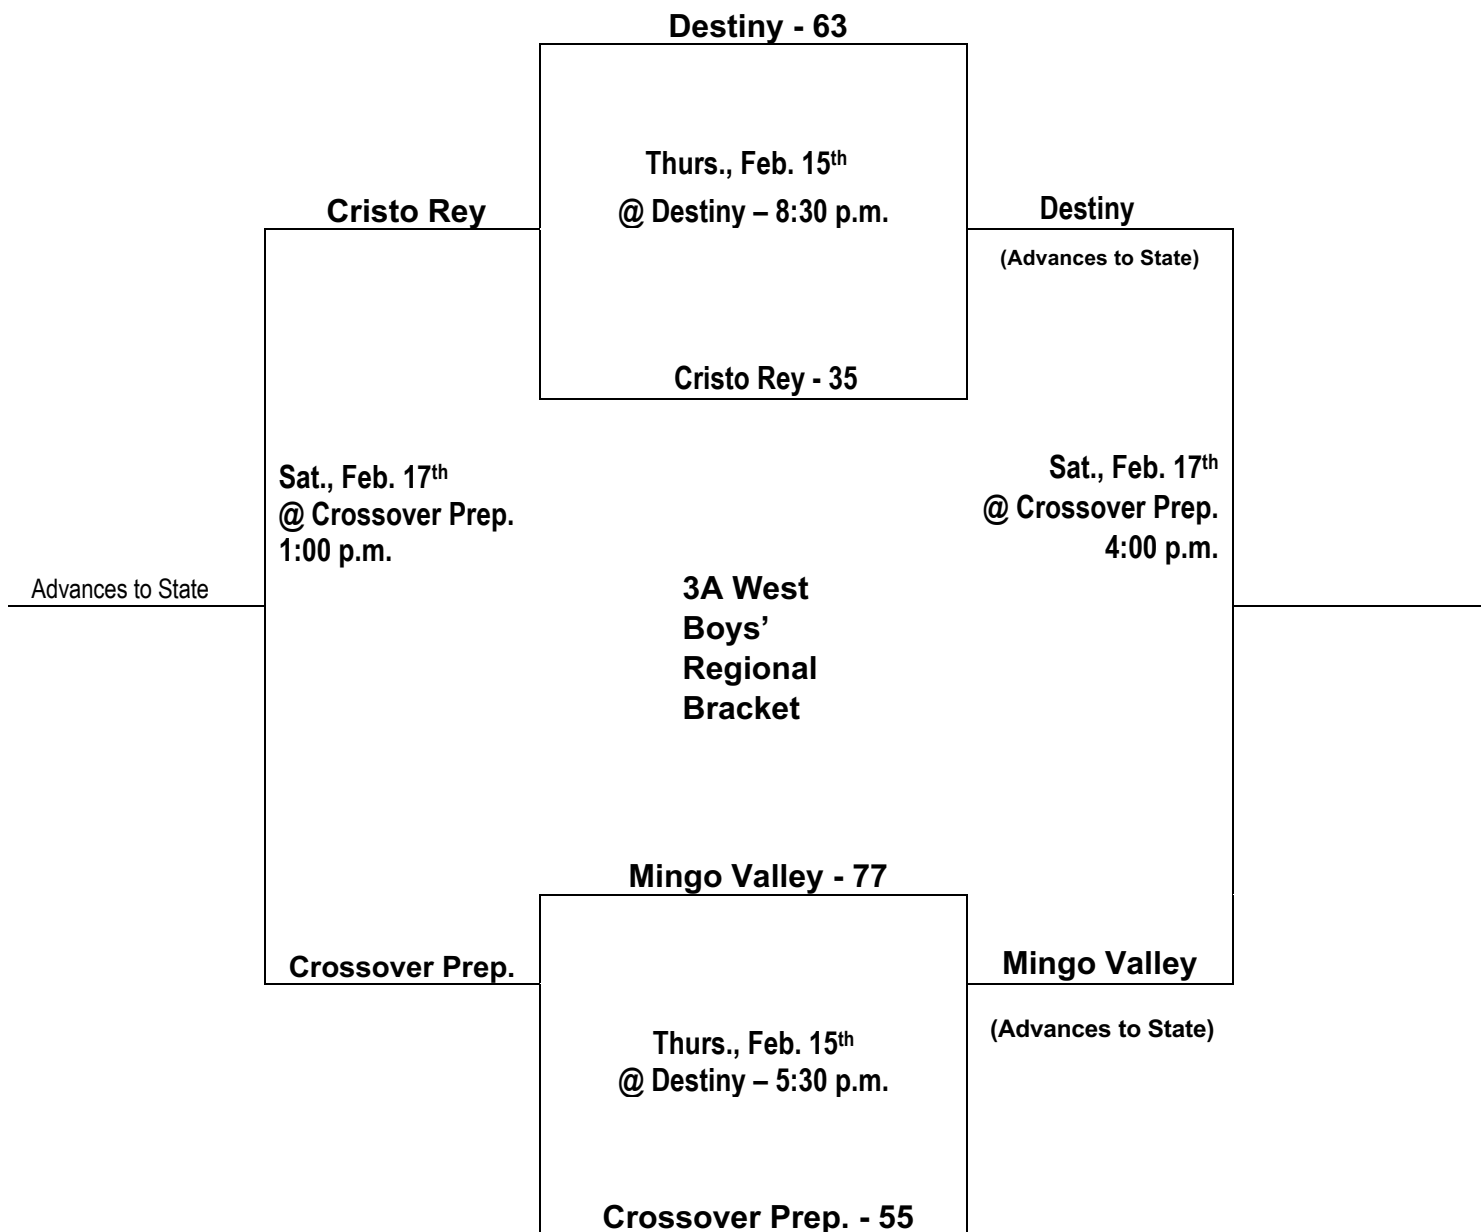 Destiny - 63
Thurs., Feb. 15th
@ Destiny – 8:30 p.m.
Cristo Rey
Destiny
(Advances to State)
Cristo Rey - 35
Sat., Feb. 17th
@ Crossover Prep.
1:00 p.m.
Sat., Feb. 17th
@ Crossover Prep.
4:00 p.m.
Advances to State
3A West
Boys’
Regional
Bracket
Mingo Valley - 77
Crossover Prep.
Mingo Valley
(Advances to State)
Thurs., Feb. 15th
@ Destiny – 5:30 p.m.
Crossover Prep. - 55